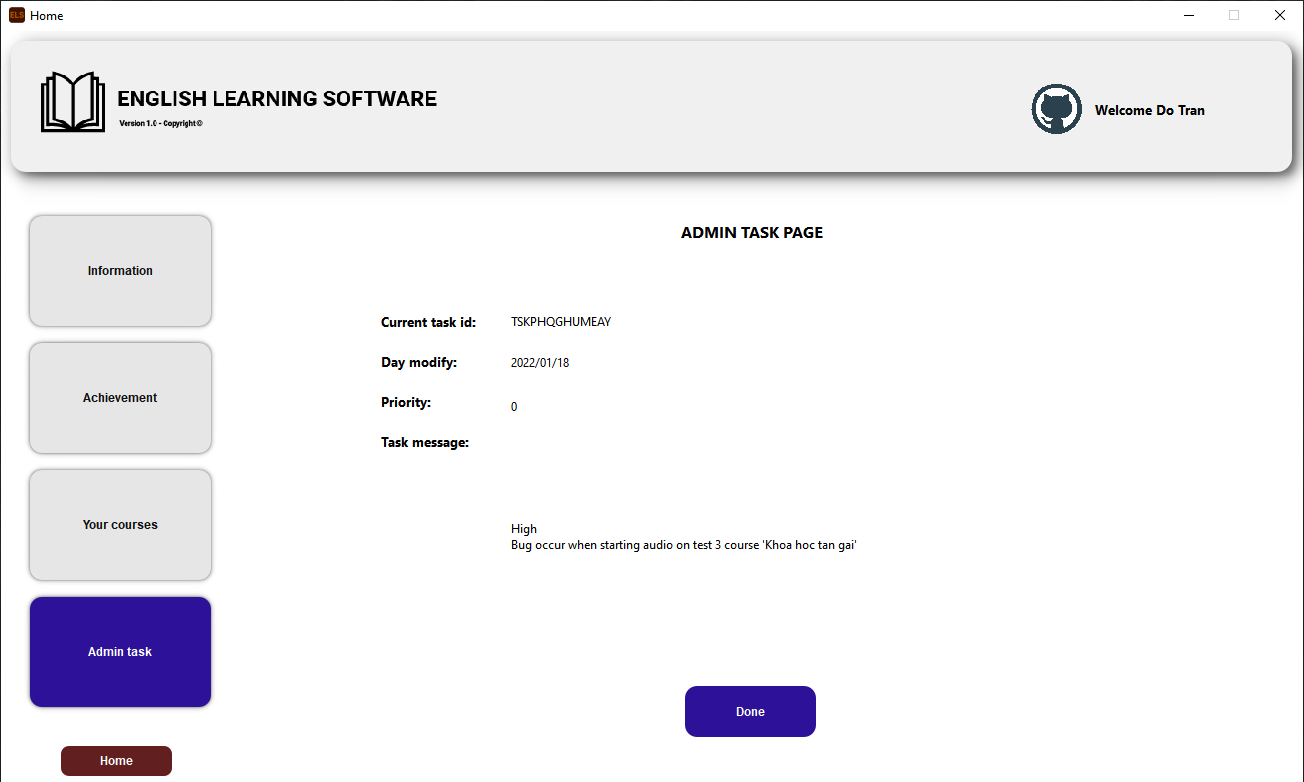 ELS Home
ENGLISH LEARNING SOFTWARE
Version 1.0 - Copyright©
Welcome Do Tran
Information
Achievement
Your courses
Admin task
Home
ADMIN TASK PAGE
Current task id: TSKPHQGHUMEAY
Day modify: 2022/01/18
Priority: 0
Task message:
High
Bug occur when starting audio on test 3 course 'Khoa hoc tan gai'
Done